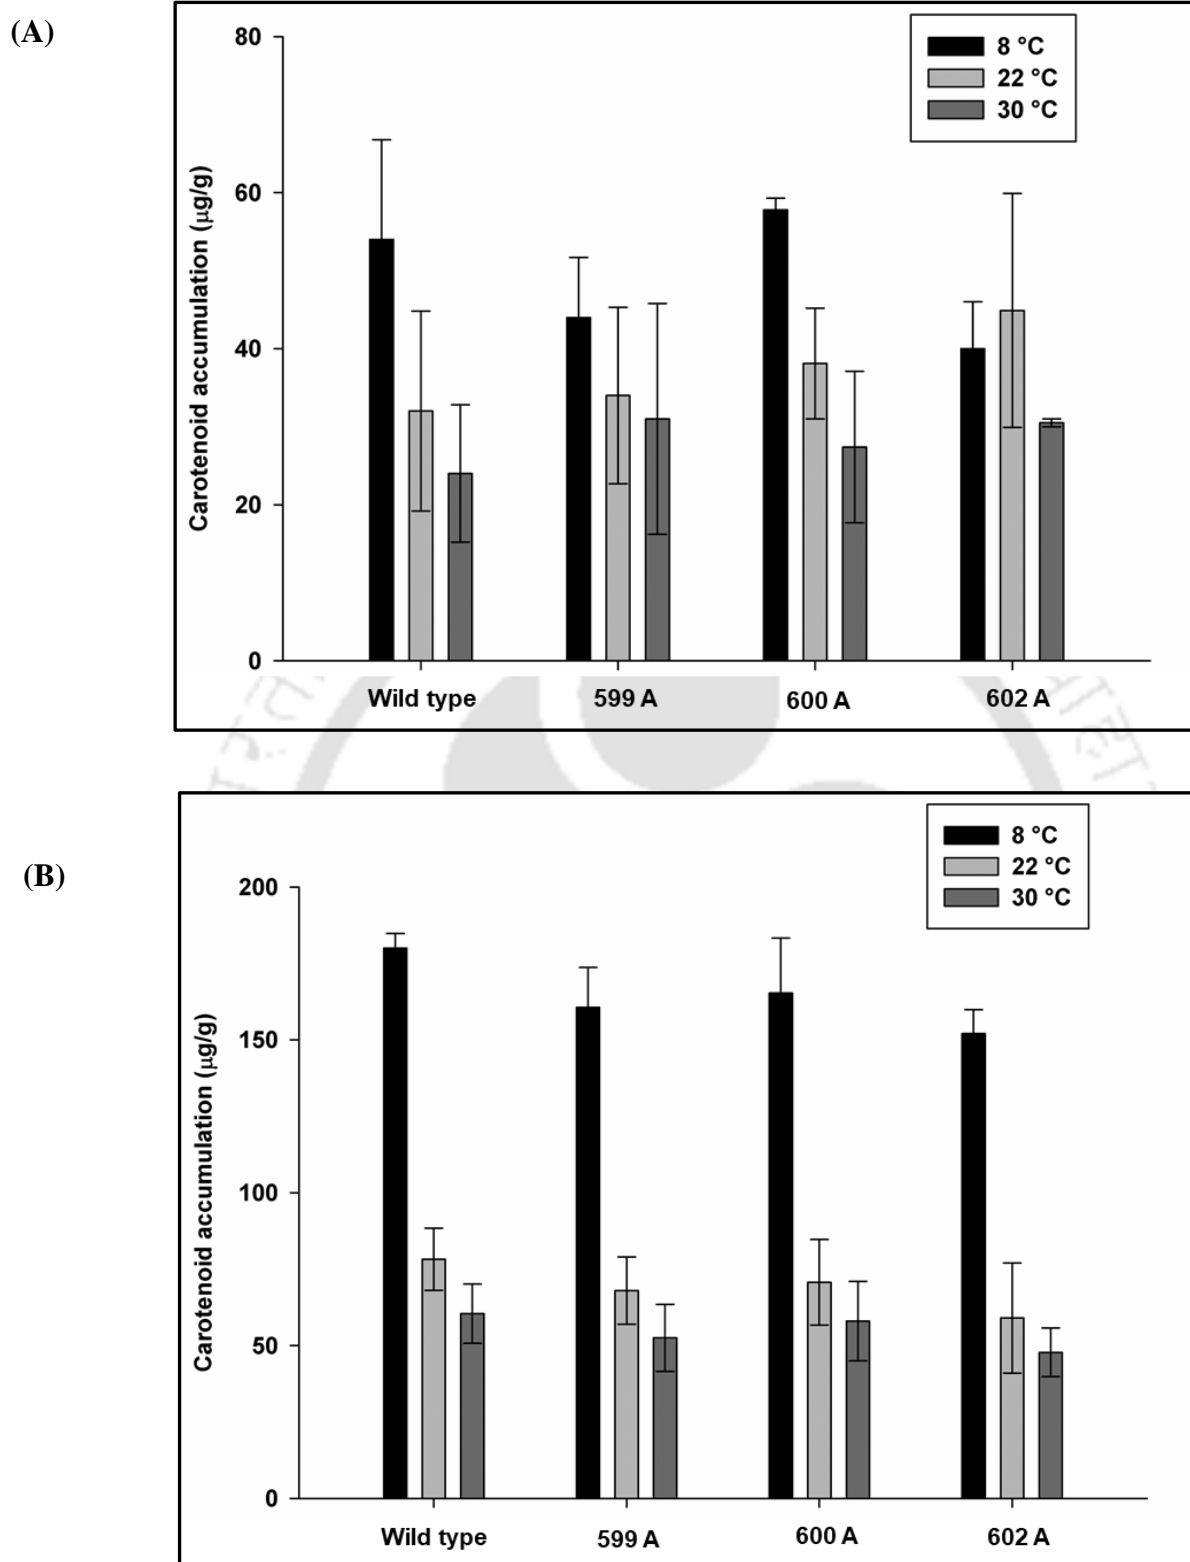 (A)
80
60
40
20
0
Carotenoid accumulation (µg/g)
8 °C
22 °C
30 °C
Wild type 599 A 600 A 602 A
(B)
200
150
100
50
0
Carotenoid accumulation (µg/g)
8 °C
22 °C
30 °C
Wild type 599 A 600 A 602 A